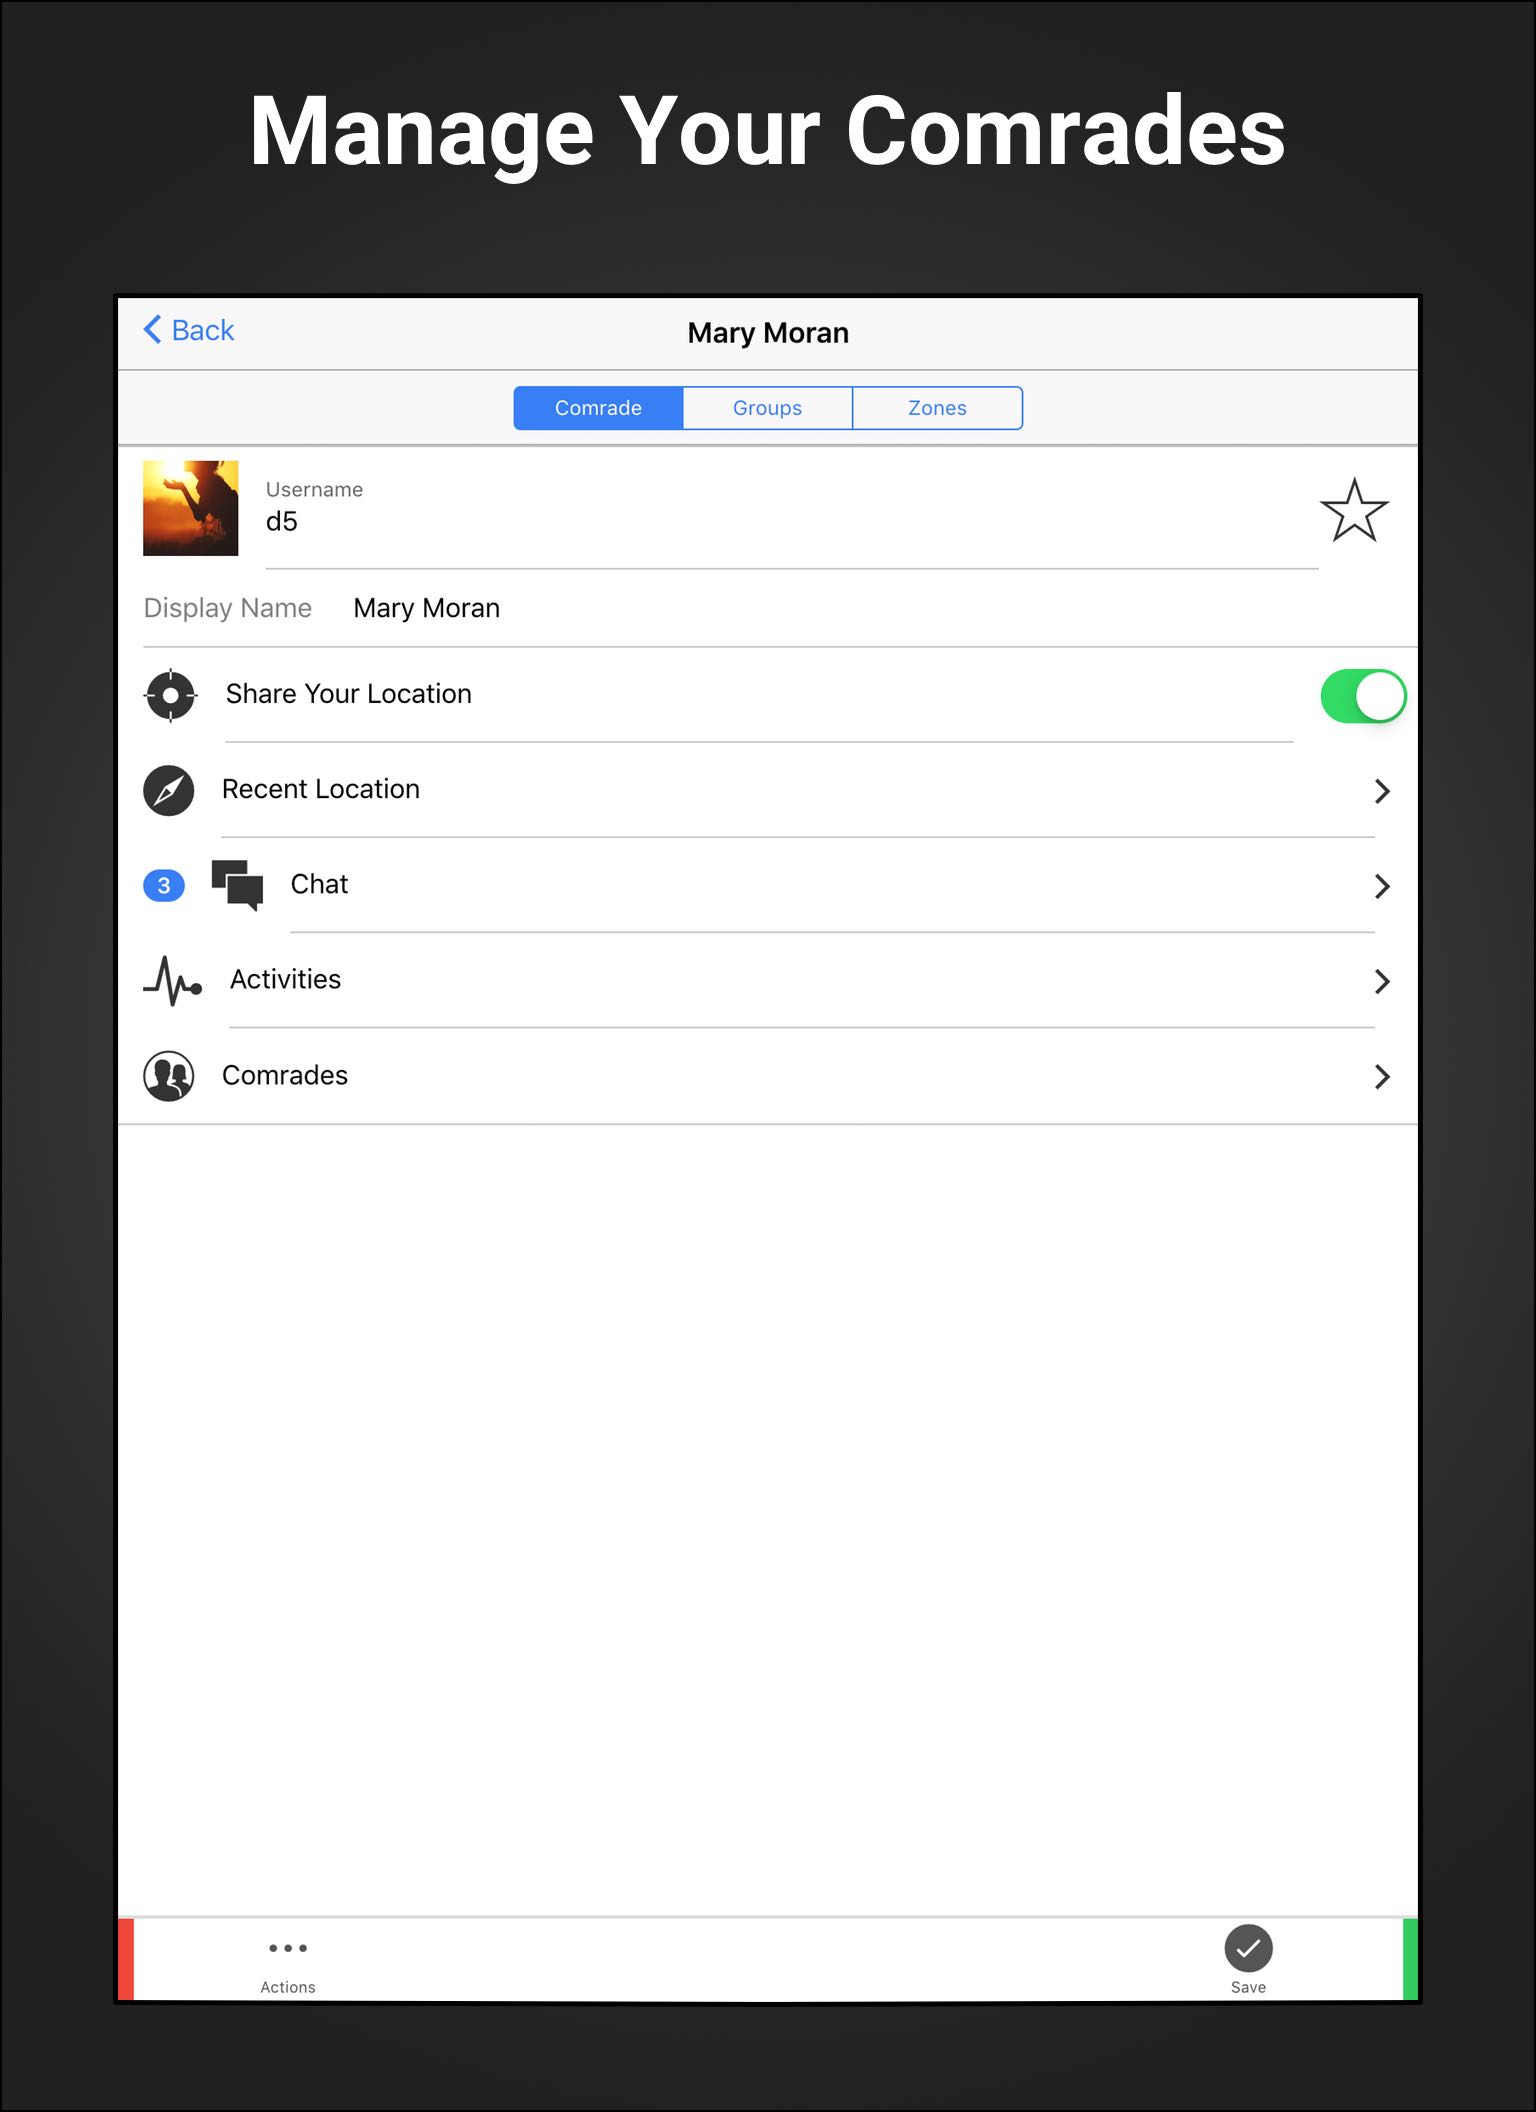 Manage Your Comrades
Back
Mary Moran
Comrade
Groups
Zones
Username
d5
Display Name Mary Moran
Share Your Location
Recent Location
3 Chat
Activities
Comrades
Actions
Save